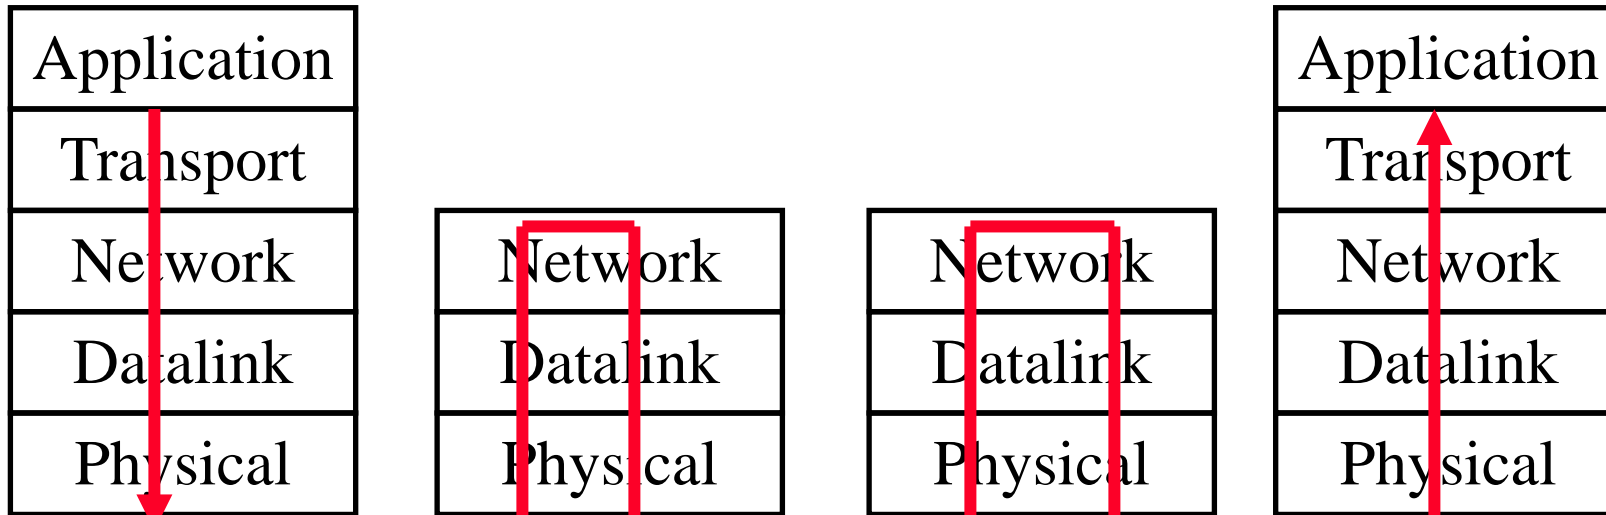 Application
Transport
Network
Datalink
Physical
Network
Datalink
Physical
Network
Datalink
Physical
Application
Transport
Network
Datalink
Physical